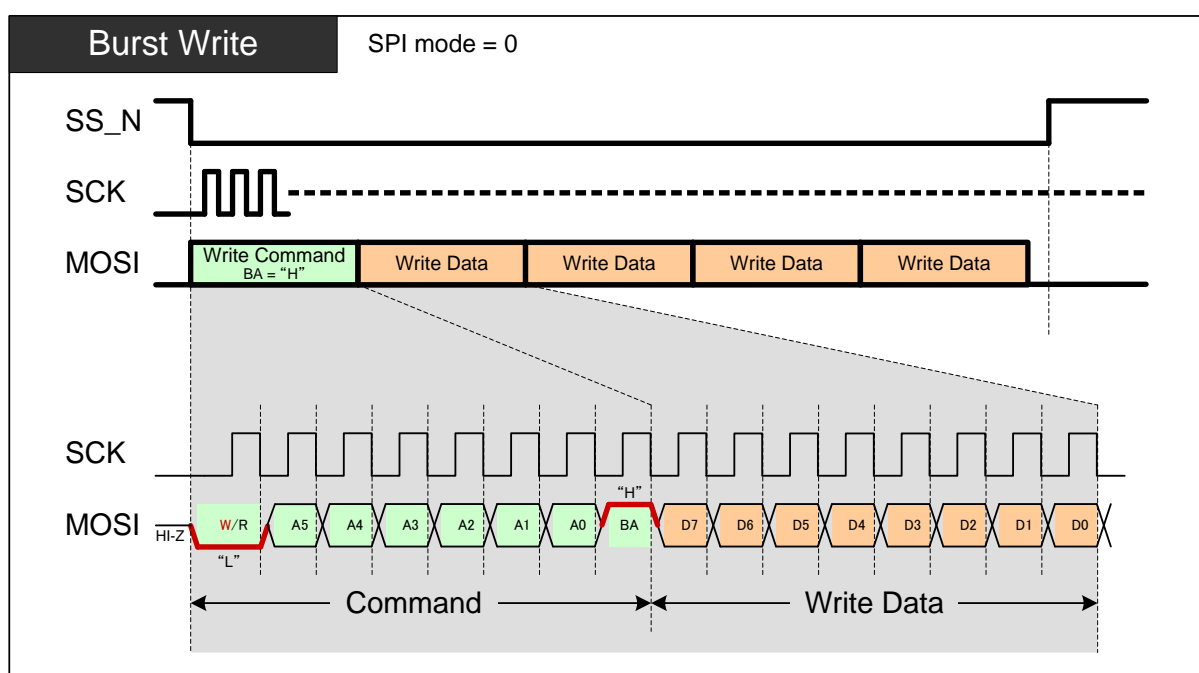 Burst Write
SPI mode = 0
SS_N
SCK
MOSI
Write Command
BA = “H”
Write Data
Write Data
Write Data
Write Data
SCK
“H”
MOSI
HI-Z
W/R
A5
A4
A3
A2
A1
A0
BA
D7
D6
D5
D4
D3
D2
D1
D0
“L”
Command
Write Data